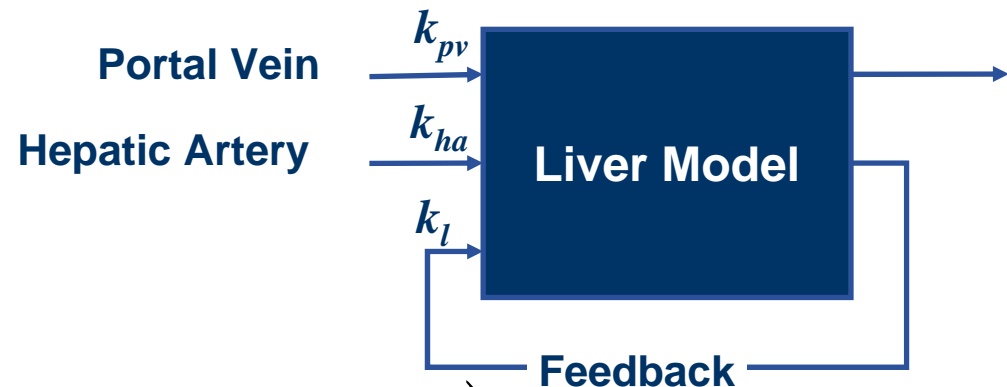 k_pv
Portal Vein
k_ha
Hepatic Artery
Liver Model
k_l
Feedback